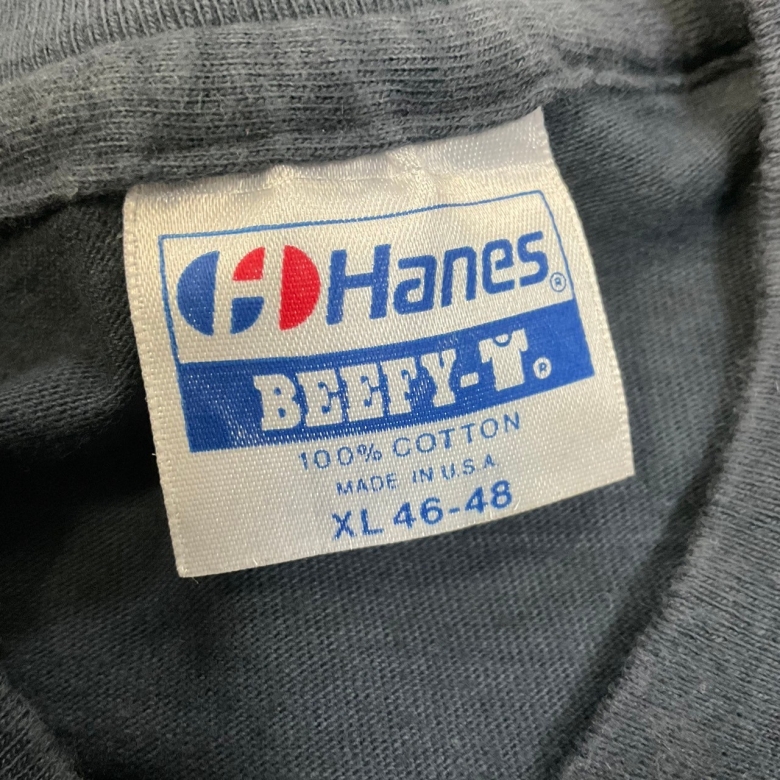 Hanes®
BEEFY-T®
100% COTTON
MADE IN U.S.A
XL 46-48